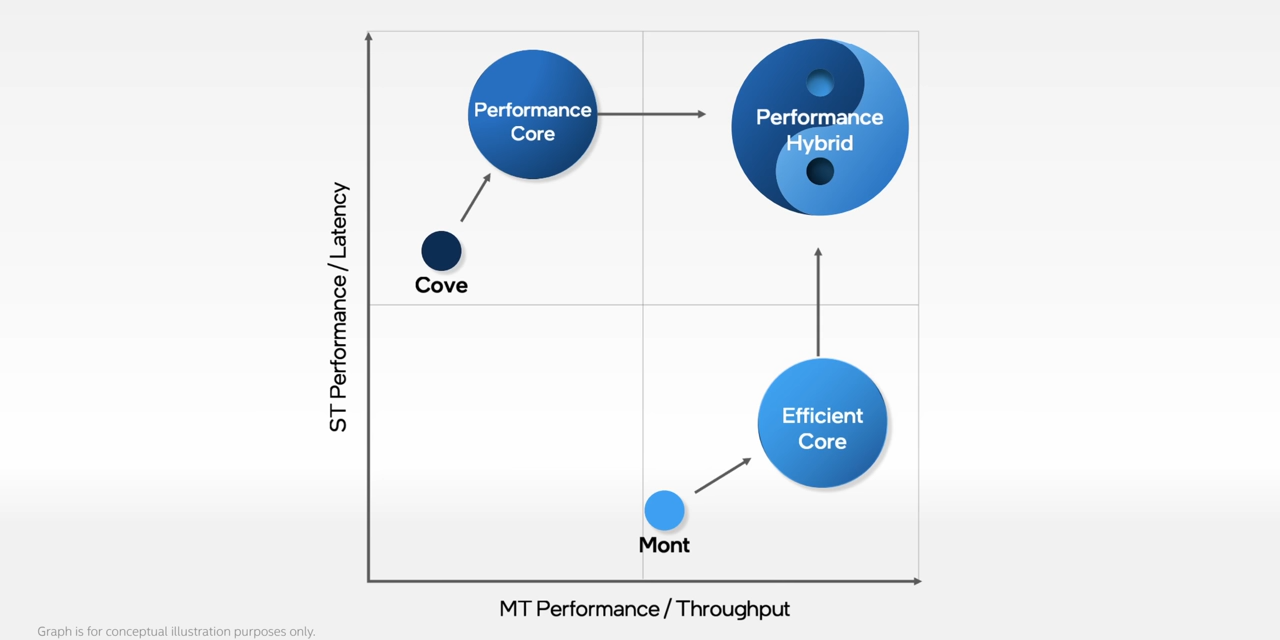 Performance
Core
Performance
Hybrid
Cove
Efficient
Core
Mont
ST Performance / Latency
MT Performance / Throughput
Graph is for conceptual illustration purposes only.